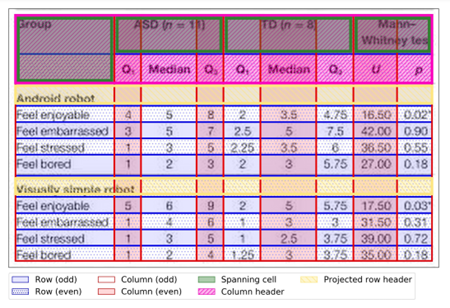 Group ASD (n = 11) TD (n = 8) Mann–
Whitney tes
Q₁ Median Q₃ Q₁ Median Q₃ U p
Android robot
Feel enjoyable 4 5 8 2 3.5 4.75 16.50 0.02*
Feel embarrassed 3 5 7 2.5 5 7.5 42.00 0.90
Feel stressed 1 3 5 2.25 3.5 6 36.50 0.55
Feel bored 1 2 3 2 3 5.75 27.00 0.18
Visually simple robot
Feel enjoyable 5 6 9 2 5 5.75 17.50 0.03*
Feel embarrassed 1 4 6 1 3 3 31.50 0.31
Feel stressed 1 3 5 1 2.5 3.75 39.00 0.72
Feel bored 1 2 4 1.25 3 3.75 35.00 0.18
Row (odd) Column (odd) Spanning cell Projected row header
Row (even) Column (even) Column header